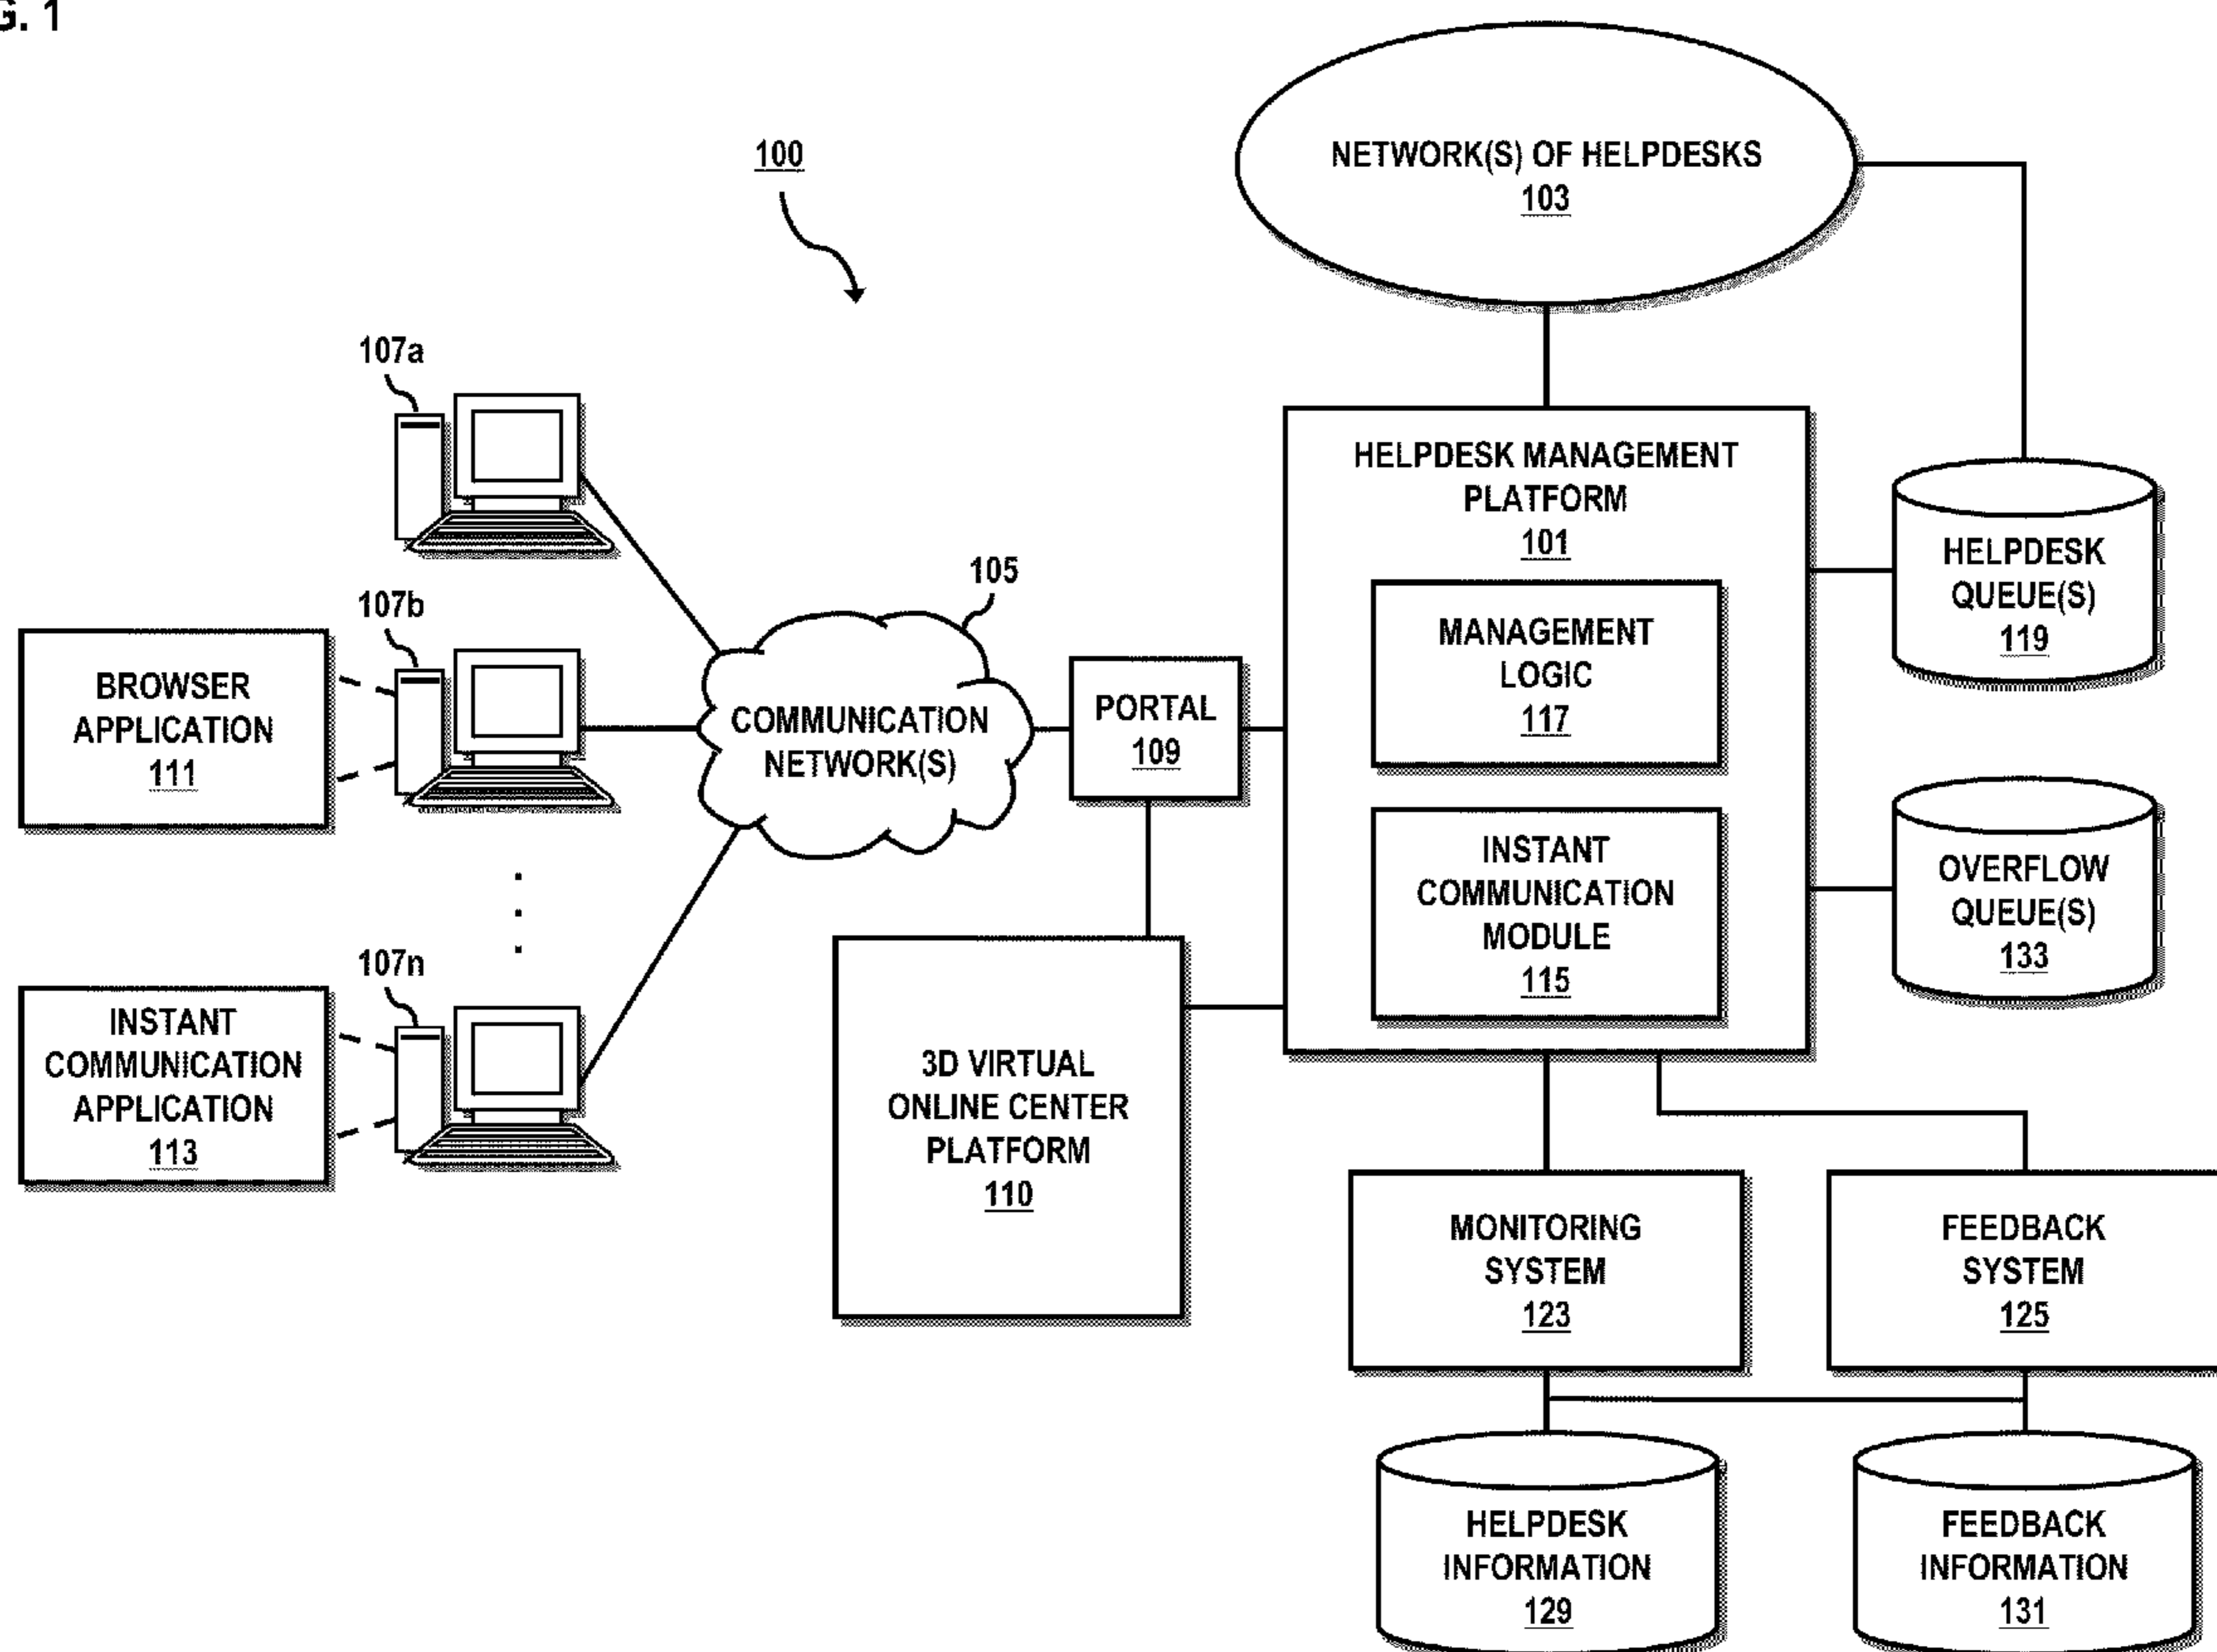 G. 1
100
NETWORK(S) OF HELPDESKS
103
107a
HELPDESK MANAGEMENT
PLATFORM
101
HELPDESK
QUEUE(S)
119
107b
105
MANAGEMENT
LOGIC
117
BROWSER
APPLICATION
111
COMMUNICATION
NETWORK(S)
PORTAL
109
INSTANT
COMMUNICATION
MODULE
115
OVERFLOW
QUEUE(S)
133
107n
INSTANT
COMMUNICATION
APPLICATION
113
3D VIRTUAL
ONLINE CENTER
PLATFORM
110
MONITORING
SYSTEM
123
FEEDBACK
SYSTEM
125
HELPDESK
INFORMATION
129
FEEDBACK
INFORMATION
131